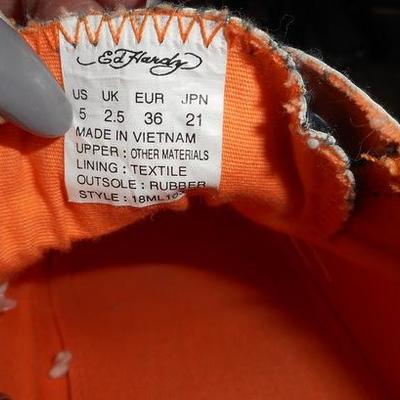 Ed Hardy
US UK EUR JPN
5 2.5 36 21
MADE IN VIETNAM
UPPER : OTHER MATERIALS
LINING : TEXTILE
OUTSOLE : RUBBER
STYLE :